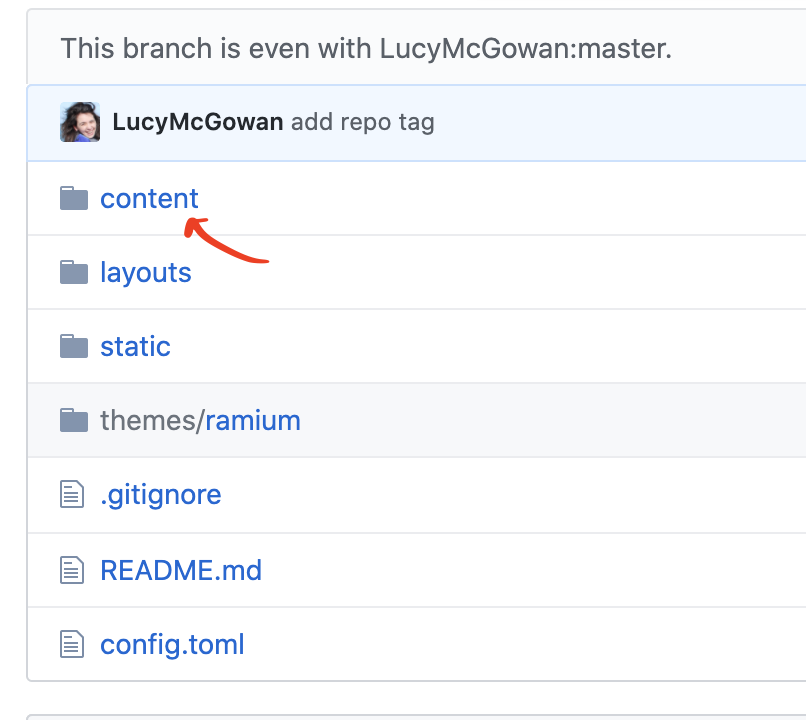 This branch is even with LucyMcGowan:master.
LucyMcGowan add repo tag
content
layouts
static
themes/ramium
.gitignore
README.md
config.toml